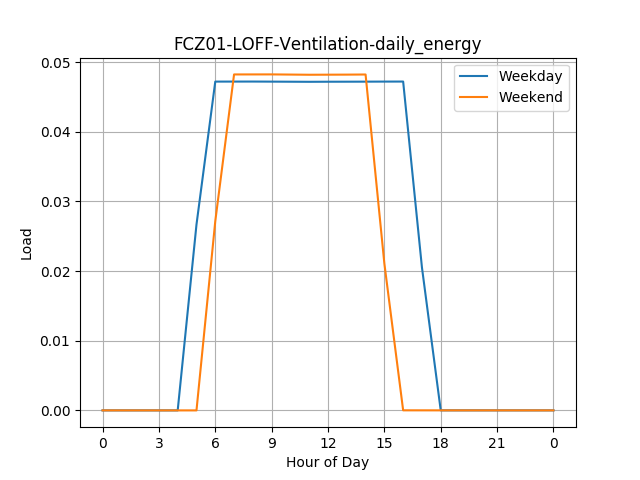 FCZ01-LOFF-Ventilation-daily_energy
0.05
0.04
0.03
0.02
0.01
0.00
Load
Weekday
Weekend
0 3 6 9 12 15 18 21 0
Hour of Day